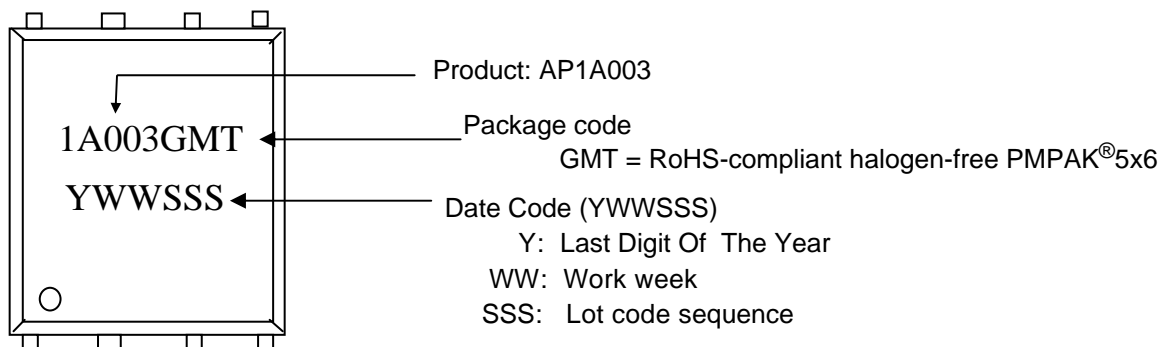 Product: AP1A003
1A003GMT
Package code
GMT = RoHS-compliant halogen-free PMPAK®5x6
YWWSSS
Date Code (YWWSSS)
Y: Last Digit Of The Year
WW: Work week
SSS: Lot code sequence